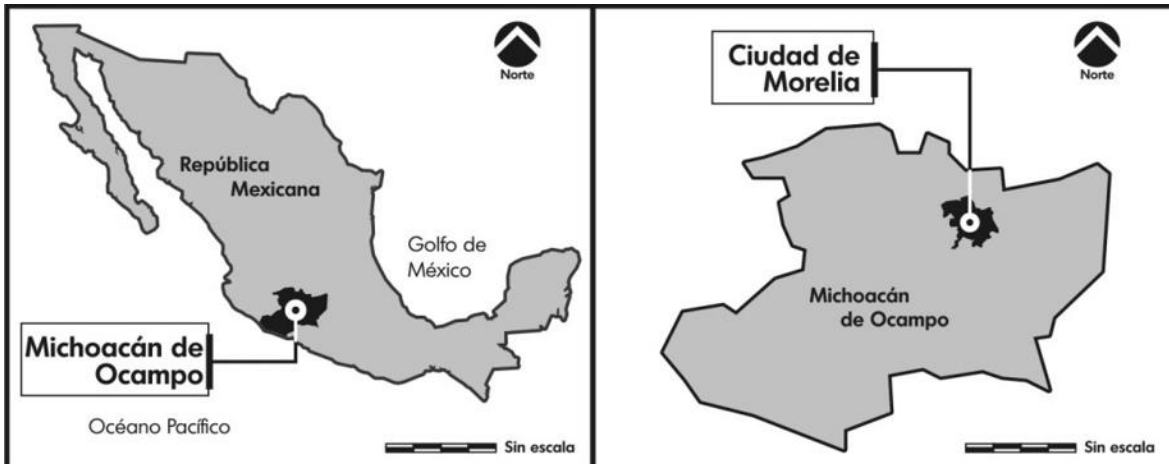 Norte
República
Mexicana
Golfo de
México
Michoacán de
Ocampo
Océano Pacífico
Sin escala
Ciudad de
Morelia
Norte
Michoacán
de Ocampo
Sin escala